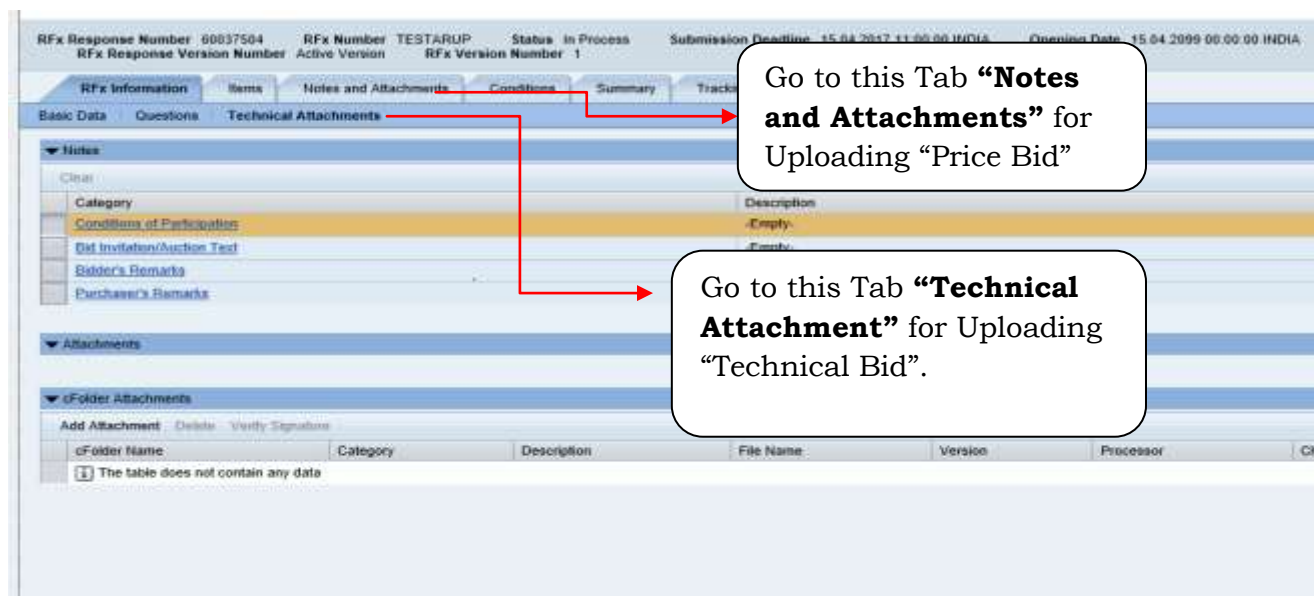 RFx Response Number 60037504 RFx Number TESTARUP Status In Process Submission Deadline 15.04.2017 11:00:00 INDIA Opening Date 15.04.2099 00:00:00 INDIA
RFx Response Version Number Active Version RFx Version Number 1
RFx Information Items Notes and Attachments Conditions Summary
Go to this Tab “Notes
and Attachments” for
Uploading “Price Bid”
Basic Data Questions Technical Attachments
Notes
Clear
Category Description
Conditions of Participation -Empty-
Bid Invitation/Auction Text -Empty-
Bidder's Remarks
Purchaser's Remarks
Go to this Tab “Technical
Attachment” for Uploading
“Technical Bid”.
Attachments
cFolder Attachments
Add Attachment Delete Verify Signature
cFolder Name Category Description File Name Version Processor
The table does not contain any data